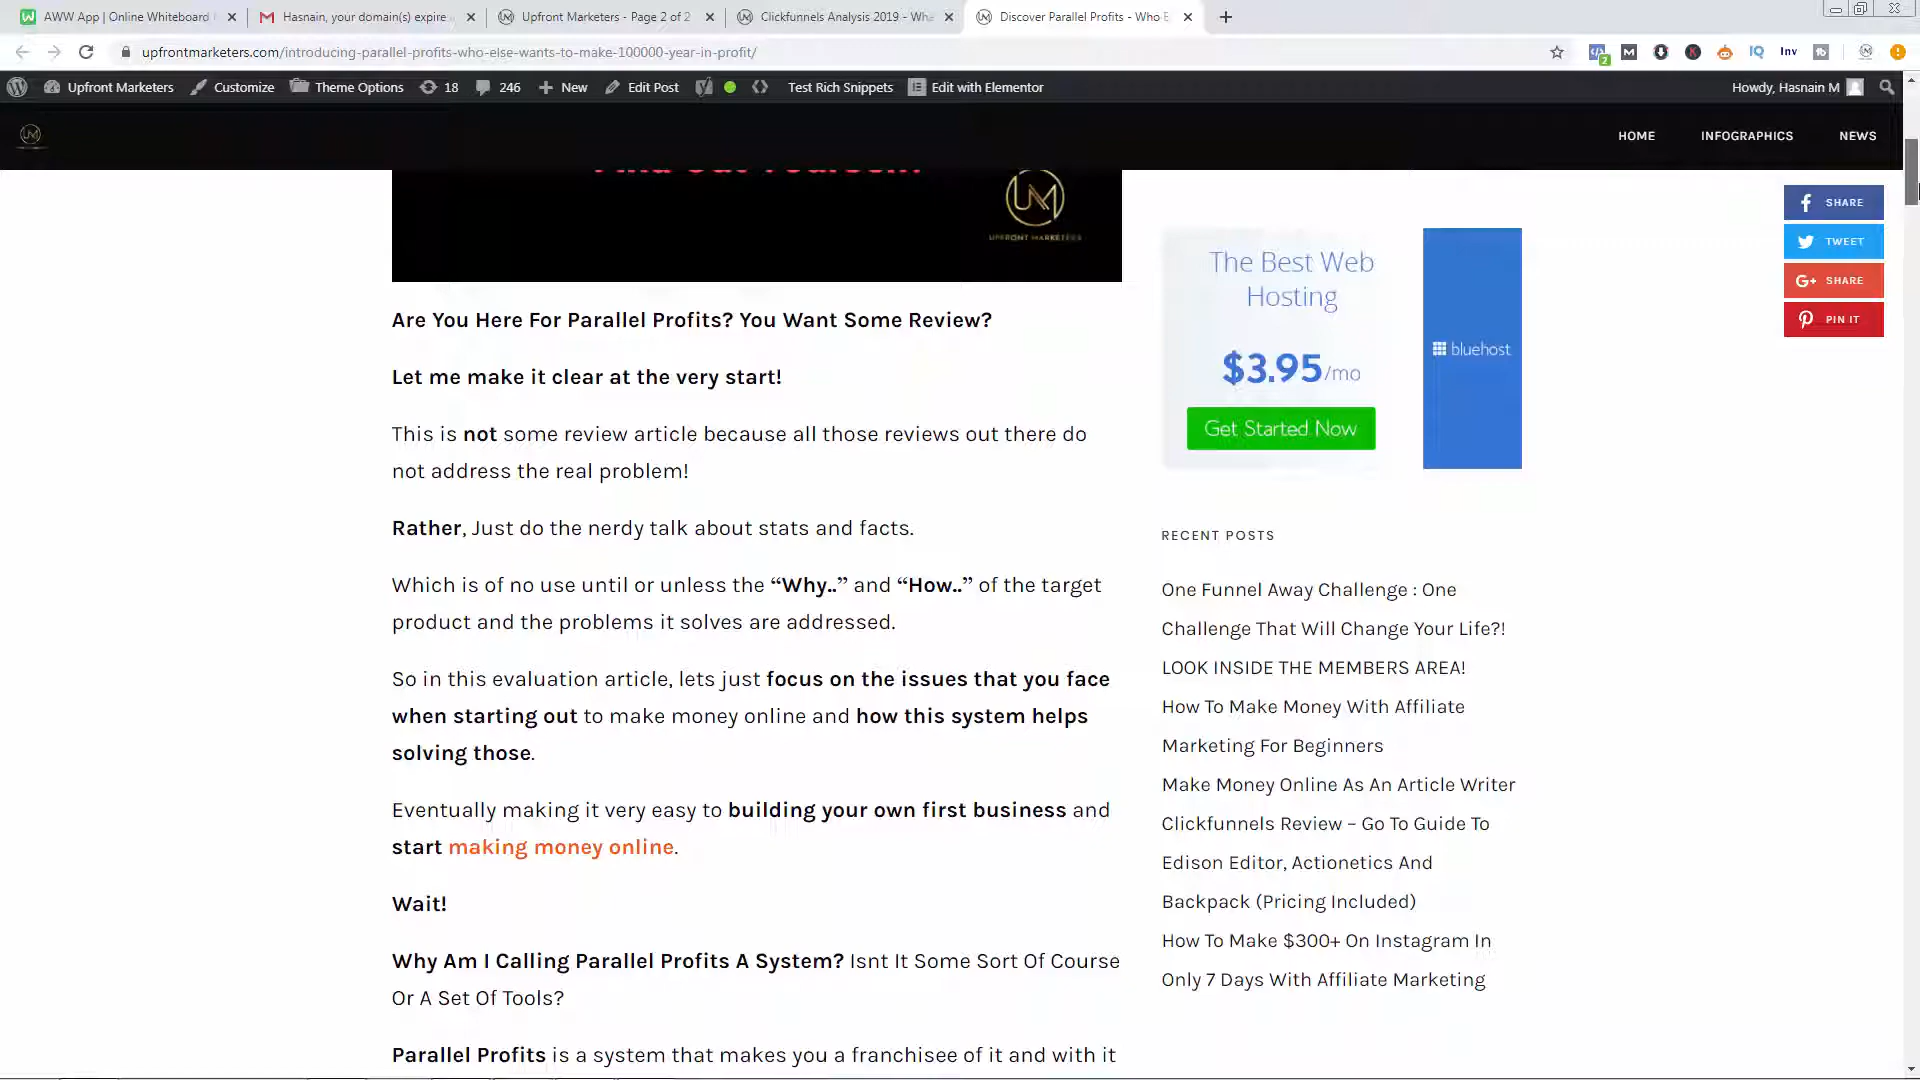 AWW App | Online Whiteboard
Hasnain, your domain(s) expire
Upfront Marketers - Page 2 of 2
Clickfunnels Analysis 2019 - Wha
Discover Parallel Profits - Who E
upfrontmarketers.com/introducing-parallel-profits-who-else-wants-to-make-100000-year-in-profit/
2
M
IQ
Inv
Upfront Marketers
Customize
Theme Options
18
246
New
Edit Post
Test Rich Snippets
Edit with Elementor
Howdy, Hasnain M
HOME
INFOGRAPHICS
NEWS
UPFRONT MARKETERS
SHARE
TWEET
SHARE
PIN IT
Are You Here For Parallel Profits? You Want Some Review?
Let me make it clear at the very start!
This is not some review article because all those reviews out there do
not address the real problem!
Rather, Just do the nerdy talk about stats and facts.
Which is of no use until or unless the “Why..” and “How..” of the target
product and the problems it solves are addressed.
So in this evaluation article, lets just focus on the issues that you face
when starting out to make money online and how this system helps
solving those.
Eventually making it very easy to building your own first business and
start making money online.
Wait!
Why Am I Calling Parallel Profits A System? Isnt It Some Sort Of Course
Or A Set Of Tools?
Parallel Profits is a system that makes you a franchisee of it and with it
The Best Web
Hosting
$3.95/mo
Get Started Now
bluehost
RECENT POSTS
One Funnel Away Challenge : One
Challenge That Will Change Your Life?!
LOOK INSIDE THE MEMBERS AREA!
How To Make Money With Affiliate
Marketing For Beginners
Make Money Online As An Article Writer
Clickfunnels Review – Go To Guide To
Edison Editor, Actionetics And
Backpack (Pricing Included)
How To Make $300+ On Instagram In
Only 7 Days With Affiliate Marketing